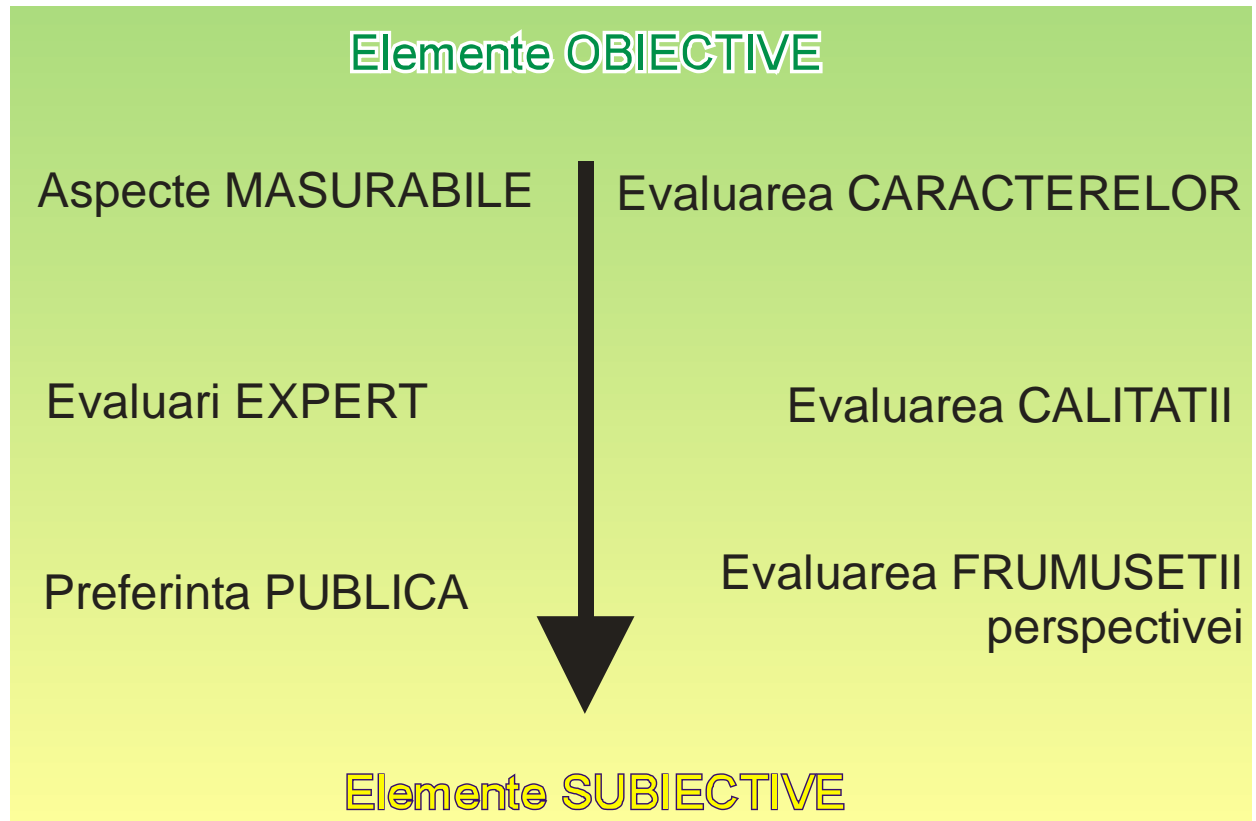 Elemente OBIECTIVE
Aspecte MASURABILE
Evaluarea CARACTERELOR
Evaluari EXPERT
Evaluarea CALITATII
Preferinta PUBLICA
Evaluarea FRUMUSETII
perspectivei
Elemente SUBIECTIVE